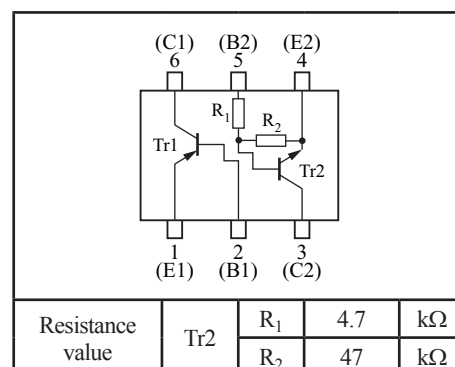 (C1) (B2) (E2)
6 5 4
R1
R2
Tr1
Tr2
1 2 3
(E1) (B1) (C2)
Resistance value Tr2 R1 4.7 kΩ
R2 47 kΩ